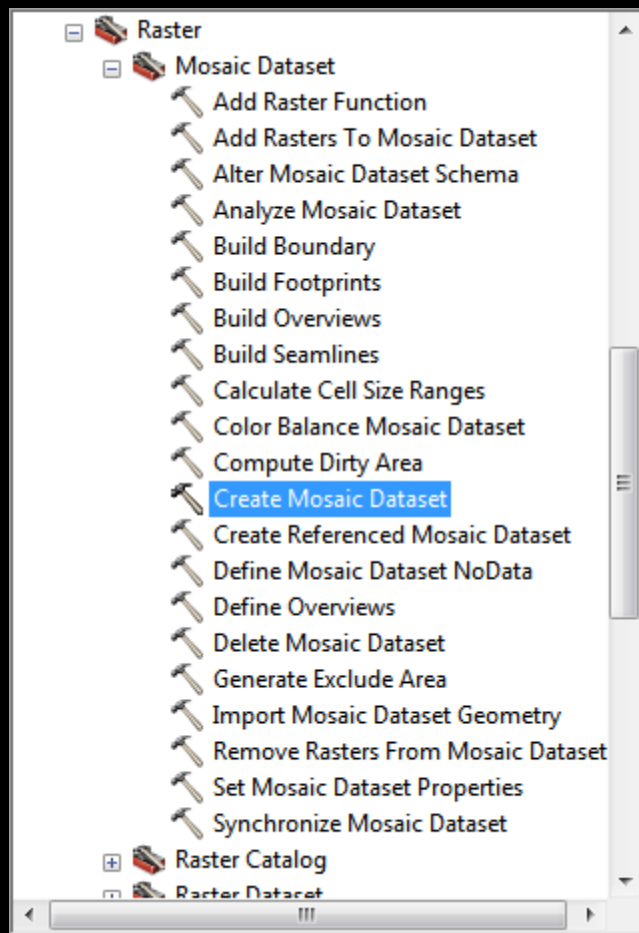 Raster
Mosaic Dataset
Add Raster Function
Add Rasters To Mosaic Dataset
Alter Mosaic Dataset Schema
Analyze Mosaic Dataset
Build Boundary
Build Footprints
Build Overviews
Build Seamlines
Calculate Cell Size Ranges
Color Balance Mosaic Dataset
Compute Dirty Area
Create Mosaic Dataset
Create Referenced Mosaic Dataset
Define Mosaic Dataset NoData
Define Overviews
Delete Mosaic Dataset
Generate Exclude Area
Import Mosaic Dataset Geometry
Remove Rasters From Mosaic Dataset
Set Mosaic Dataset Properties
Synchronize Mosaic Dataset
Raster Catalog
Raster Dataset